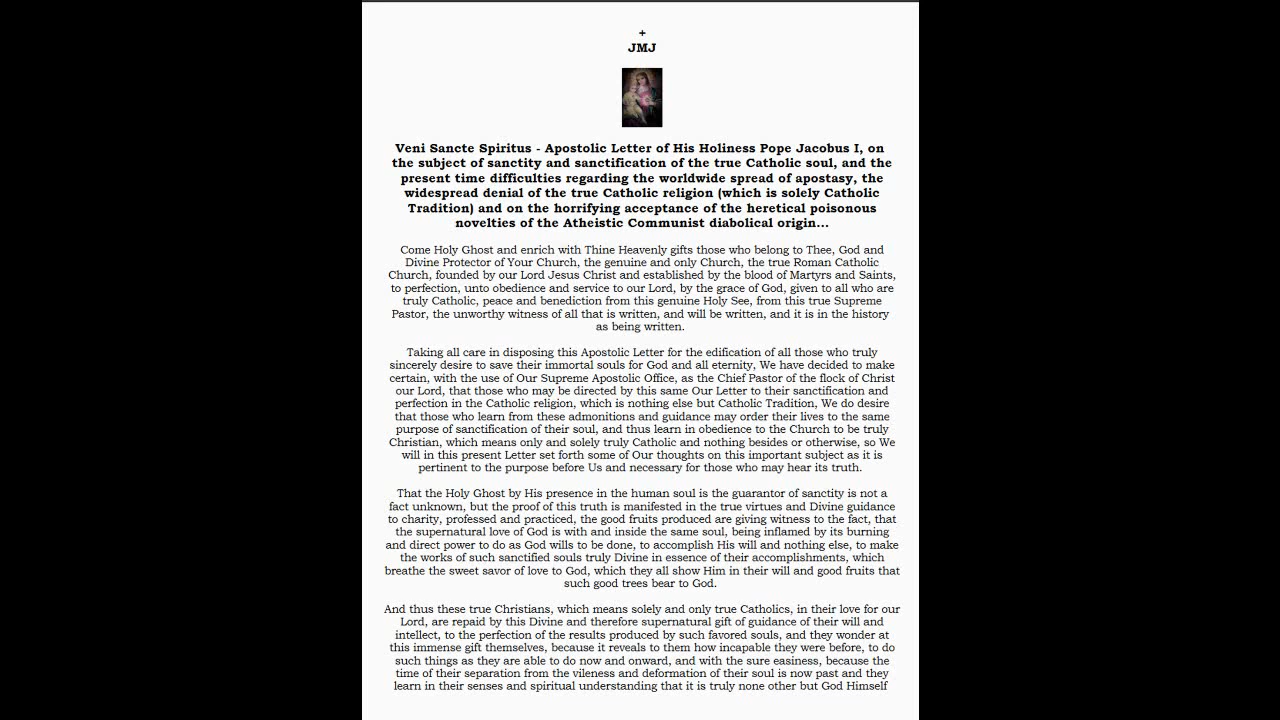 +
JMJ
Veni Sancte Spiritus - Apostolic Letter of His Holiness Pope Jacobus I, on
the subject of sanctity and sanctification of the true Catholic soul, and the
present time difficulties regarding the worldwide spread of apostasy, the
widespread denial of the true Catholic religion (which is solely Catholic
Tradition) and on the horrifying acceptance of the heretical poisonous
novelties of the Atheistic Communist diabolical origin...
Come Holy Ghost and enrich with Thine Heavenly gifts those who belong to Thee, God and
Divine Protector of Your Church, the genuine and only Church, the true Roman Catholic
Church, founded by our Lord Jesus Christ and established by the blood of Martyrs and Saints,
to perfection, unto obedience and service to our Lord, by the grace of God, given to all who are
truly Catholic, peace and benediction from this genuine Holy See, from this true Supreme
Pastor, the unworthy witness of all that is written, and will be written, and it is in the history
as being written.
Taking all care in disposing this Apostolic Letter for the edification of all those who truly
sincerely desire to save their immortal souls for God and all eternity, We have decided to make
certain, with the use of Our Supreme Apostolic Office, as the Chief Pastor of the flock of Christ
our Lord, that those who may be directed by this same Our Letter to their sanctification and
perfection in the Catholic religion, which is nothing else but Catholic Tradition, We do desire
that those who learn from these admonitions and guidance may order their lives to the same
purpose of sanctification of their soul, and thus learn in obedience to the Church to be truly
Christian, which means only and solely truly Catholic and nothing besides or otherwise, so We
will in this present Letter set forth some of Our thoughts on this important subject as it is
pertinent to the purpose before Us and necessary for those who may hear its truth.
That the Holy Ghost by His presence in the human soul is the guarantor of sanctity is not a
fact unknown, but the proof of this truth is manifested in the true virtues and Divine guidance
to charity, professed and practiced, the good fruits produced are giving witness to the fact, that
the supernatural love of God is with and inside the same soul, being inflamed by its burning
and direct power to do as God wills to be done, to accomplish His will and nothing else, to make
the works of such sanctified souls truly Divine in essence of their accomplishments, which
breathe the sweet savor of love to God, which they all show Him in their will and good fruits that
such good trees bear to God.
And thus these true Christians, which means solely and only true Catholics, in their love for our
Lord, are repaid by this Divine and therefore supernatural gift of guidance of their will and
intellect, to the perfection of the results produced by such favored souls, and they wonder at
this immense gift themselves, because it reveals to them how incapable they were before, to do
such things as they are able to do now and onward, and with the sure easiness, because the
time of their separation from the vileness and deformation of their soul is now past and they
learn in their senses and spiritual understanding that it is truly none other but God Himself